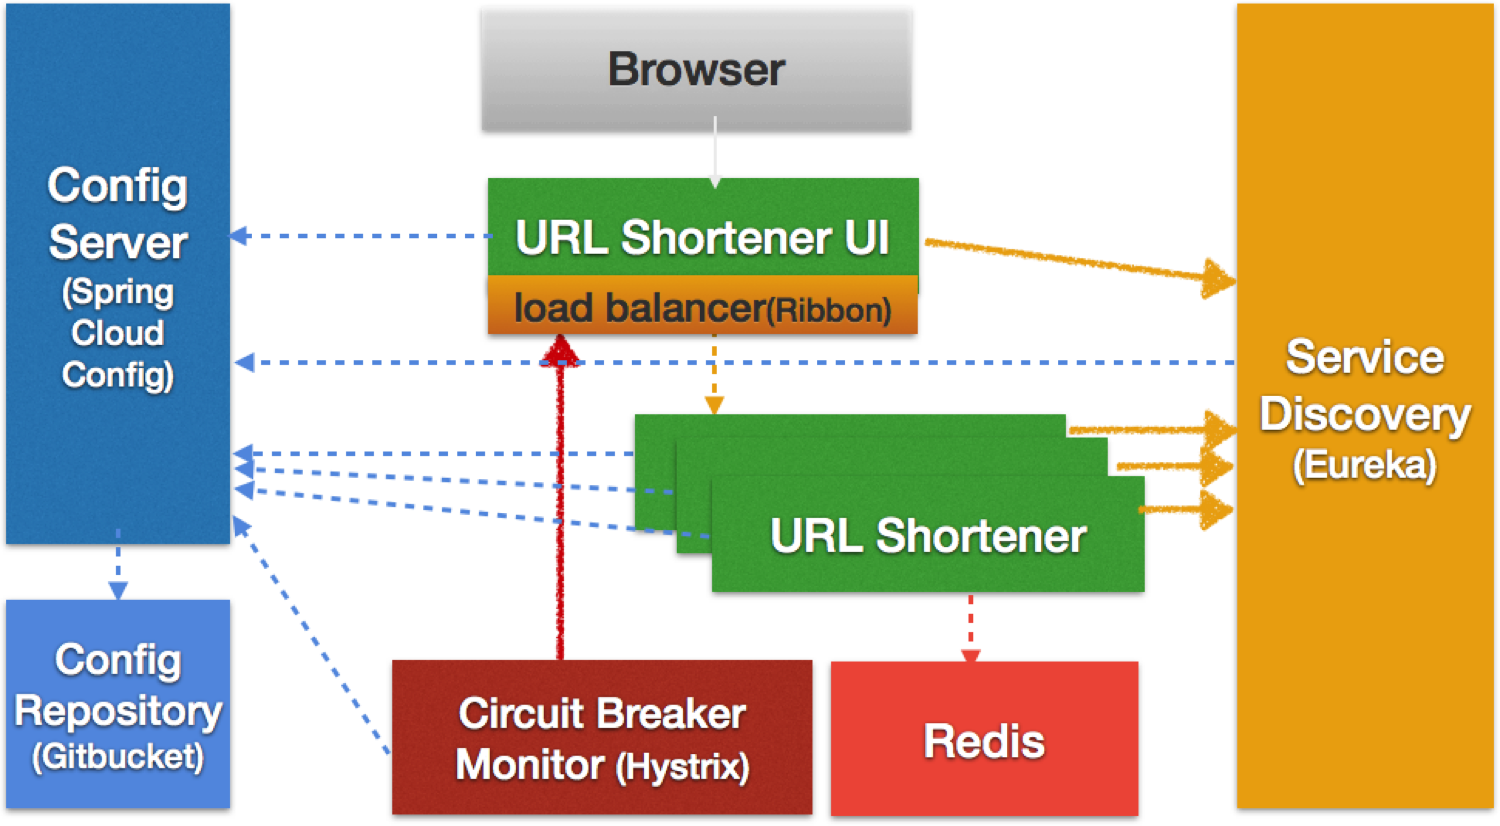 Browser
Config
Server
(Spring
Cloud
Config)
URL Shortener UI
load balancer(Ribbon)
Service
Discovery
(Eureka)
URL Shortener
Config
Repository
(Gitbucket)
Circuit Breaker
Monitor (Hystrix)
Redis